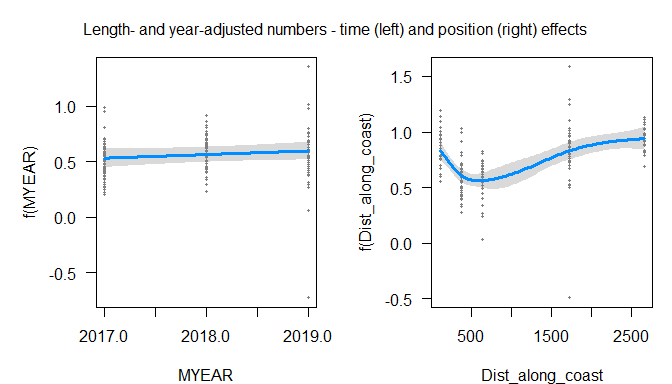 Length- and year-adjusted numbers - time (left) and position (right) effects
f(MYEAR)
1.0
0.5
0.0
-0.5
2017.0 2018.0 2019.0
MYEAR
f(Dist_along_coast)
1.5
1.0
0.5
0.0
-0.5
500 1500 2500
Dist_along_coast